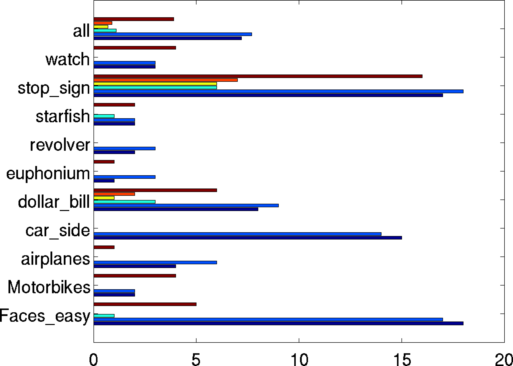 all
watch
stop_sign
starfish
revolver
euphonium
dollar_bill
car_side
airplanes
Motorbikes
Faces_easy
0 5 10 15 20